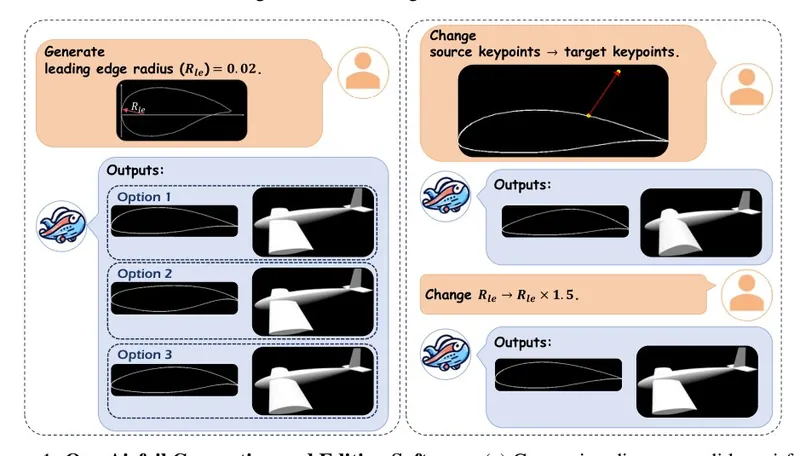 Generate
leading edge radius (R_le) = 0.02.
R_le
Outputs:
Option 1
Option 2
Option 3
Change
source keypoints → target keypoints.
Outputs:
Change R_le → R_le × 1.5.
Outputs: